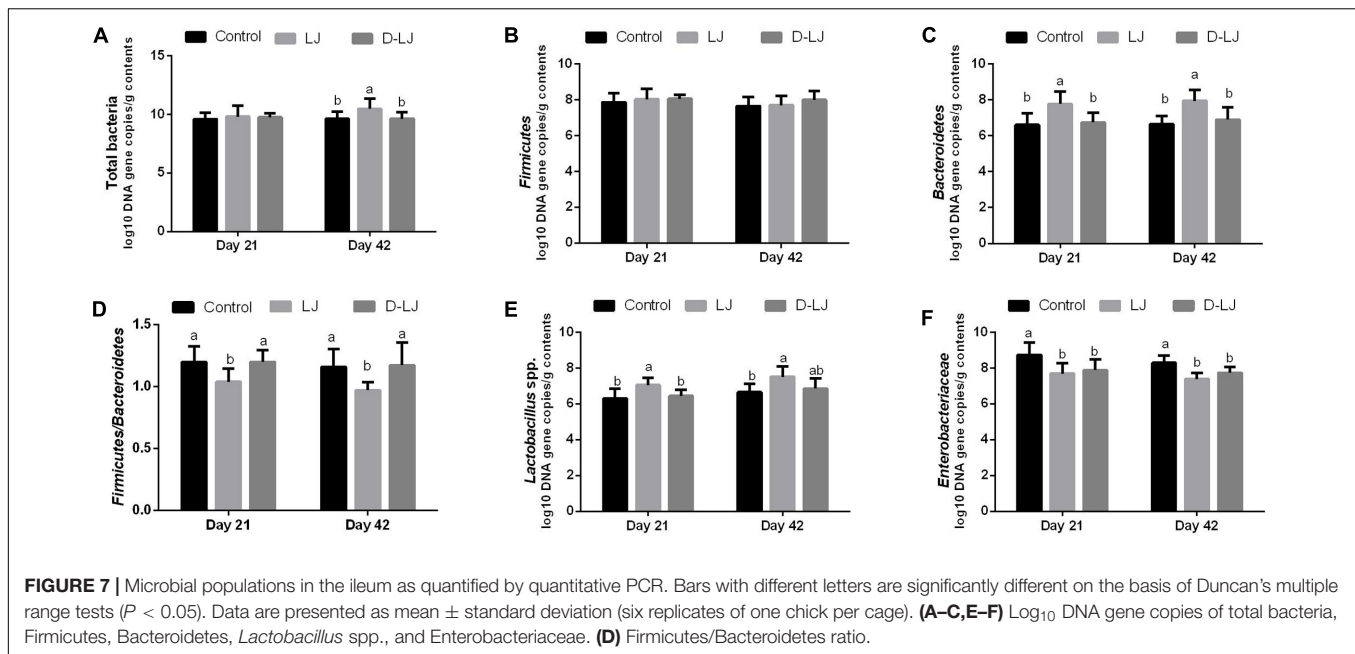 A
Control LJ D-LJ
Total bacteria
log10 DNA gene copies/g contents
15
10
5
0
b a b
Day 21 Day 42
B
Control LJ D-LJ
Firmicutes
log10 DNA gene copies/g contents
10
8
6
4
2
0
Day 21 Day 42
C
Control LJ D-LJ
Bacteroidetes
log10 DNA gene copies/g contents
10
8
6
4
2
0
b a b b a b
Day 21 Day 42
D
Control LJ D-LJ
Firmicutes/Bacteroidetes
1.5
1.0
0.5
0.0
a b a a b a
Day 21 Day 42
E
Control LJ D-LJ
Lactobacillus spp.
log10 DNA gene copies/g contents
10
8
6
4
2
0
b a b b a ab
Day 21 Day 42
F
Control LJ D-LJ
Enterobacteriaceae
log10 DNA gene copies/g contents
10
8
6
4
2
0
a b b a b b
Day 21 Day 42
FIGURE 7 | Microbial populations in the ileum as quantified by quantitative PCR. Bars with different letters are significantly different on the basis of Duncan's multiple
range tests (P < 0.05). Data are presented as mean ± standard deviation (six replicates of one chick per cage). (A–C,E–F) Log10 DNA gene copies of total bacteria,
Firmicutes, Bacteroidetes, Lactobacillus spp., and Enterobacteriaceae. (D) Firmicutes/Bacteroidetes ratio.